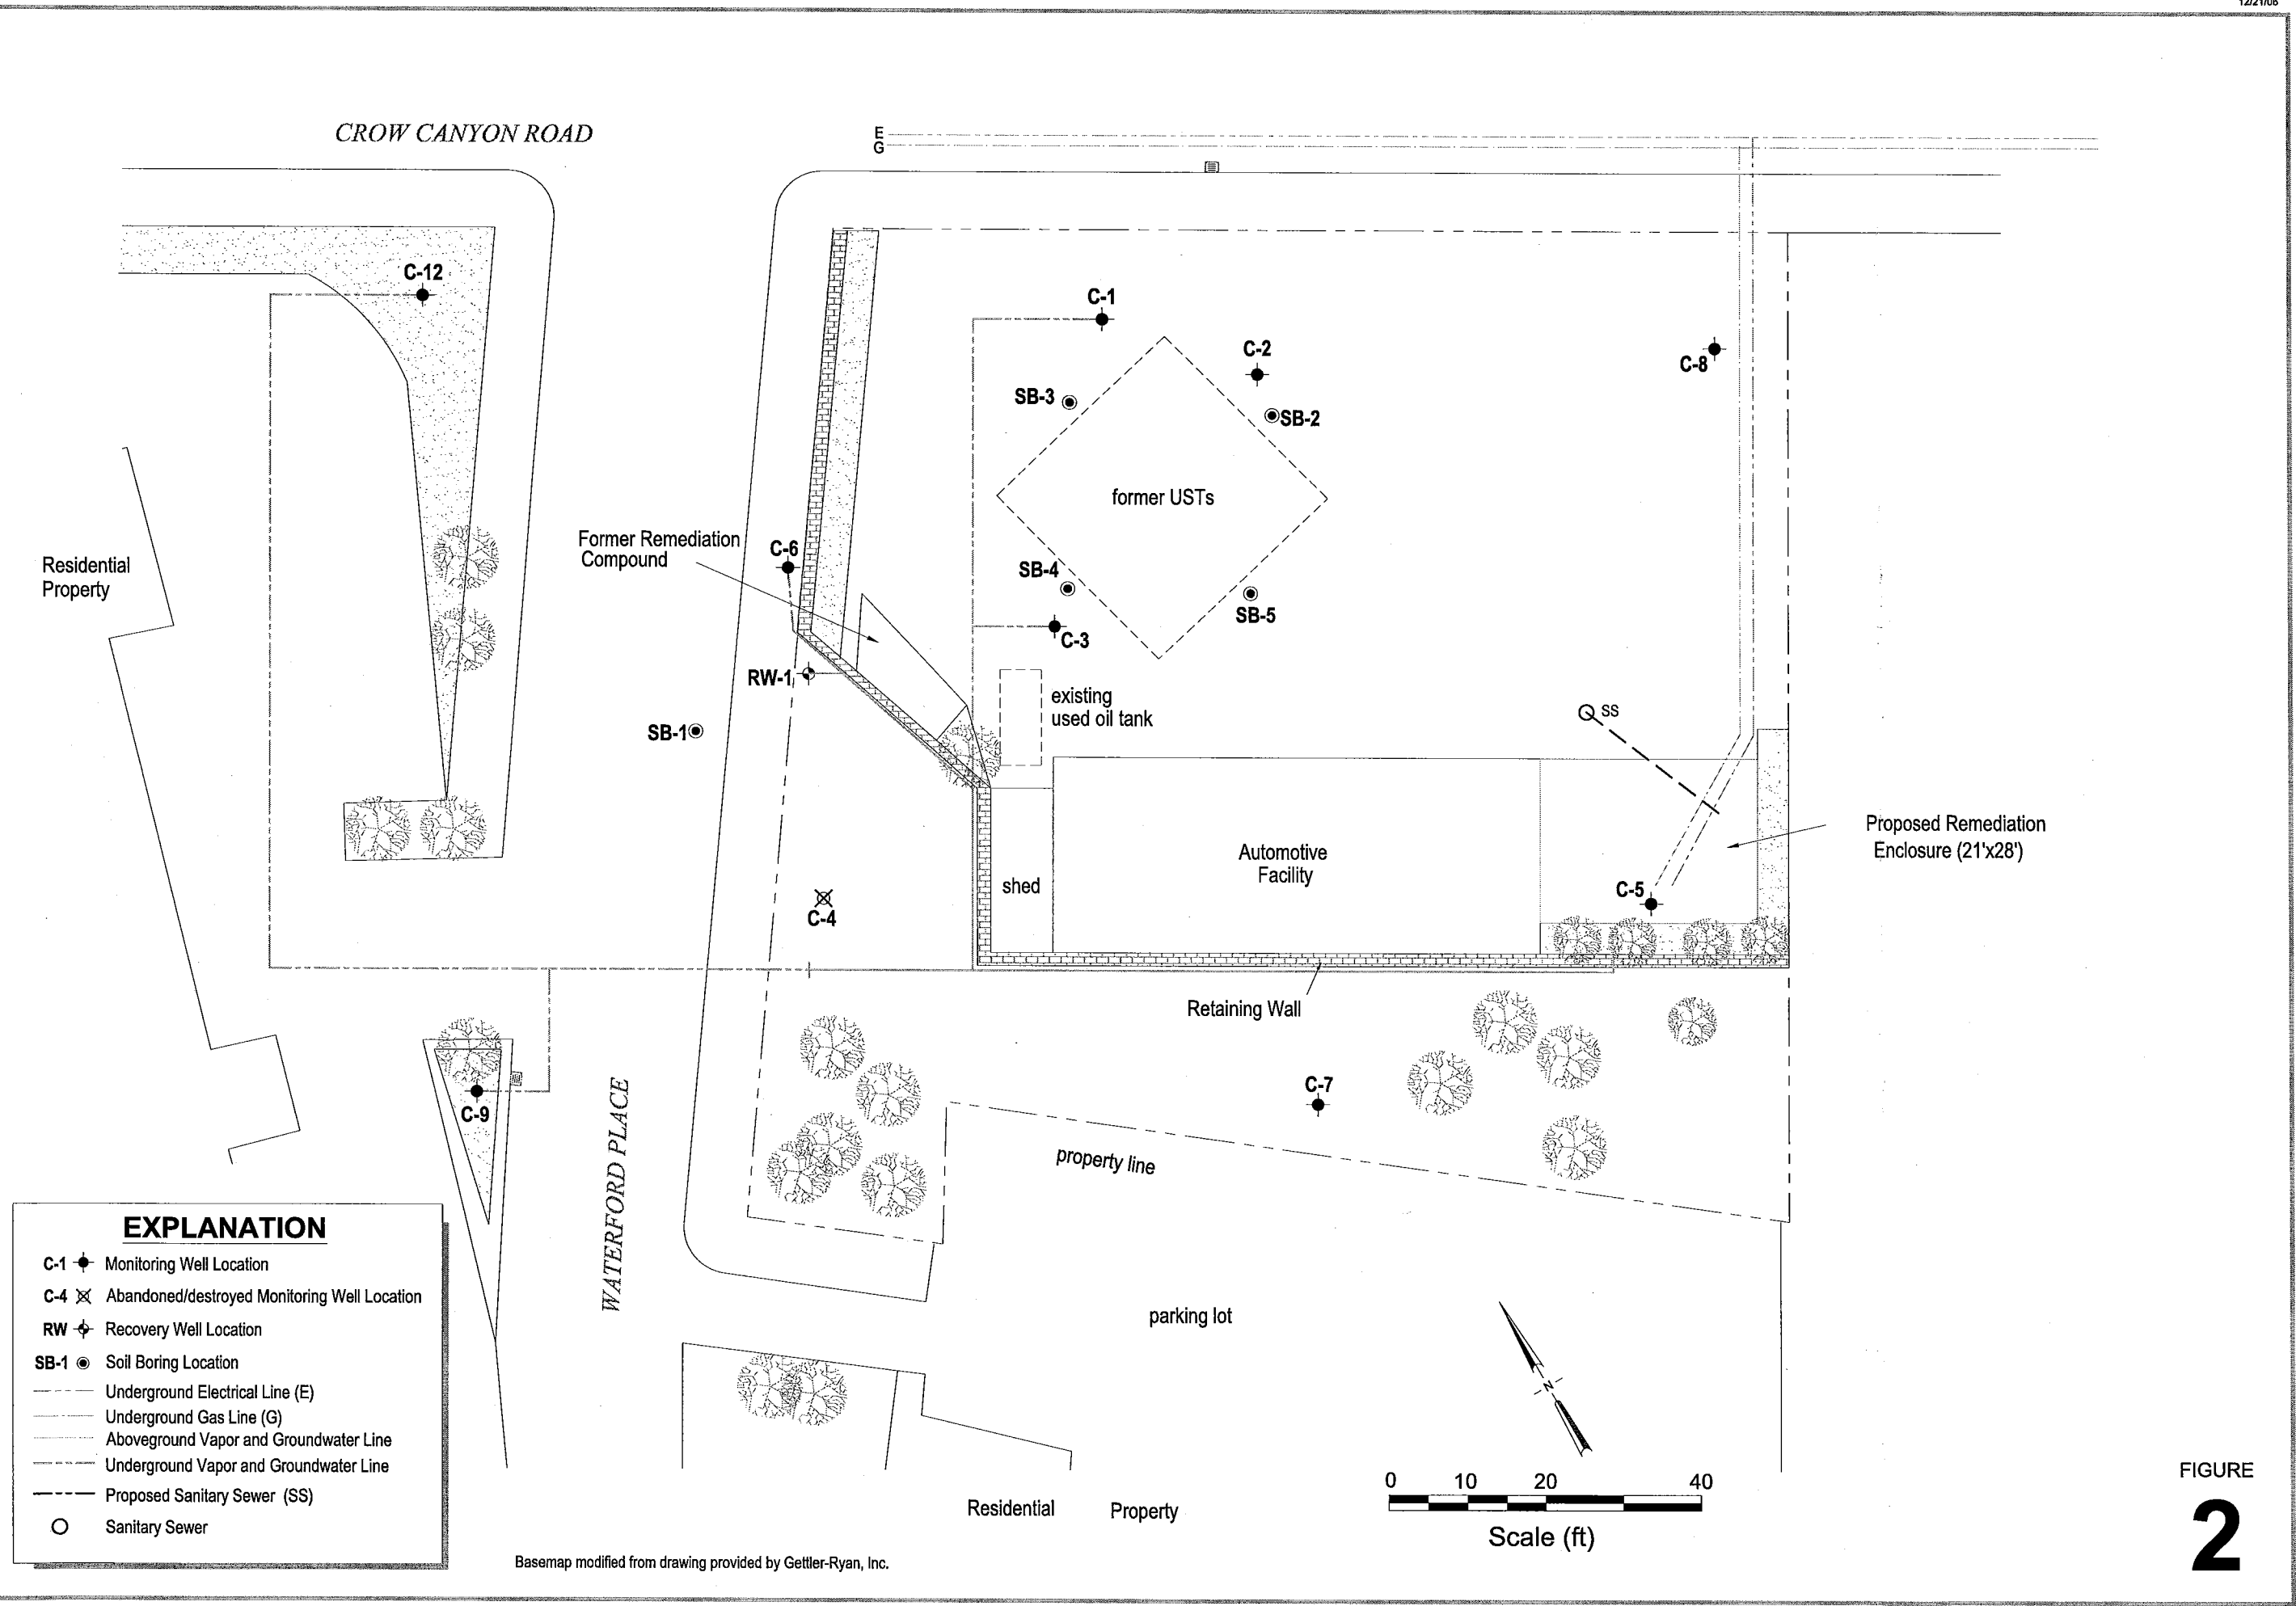 12/21/06
CROW CANYON ROAD
E
G
C-12
C-1
C-2
C-8
SB-3
SB-2
former USTs
Former Remediation
Compound
C-6
Residential
Property
SB-4
SB-5
C-3
RW-1
existing
used oil tank
SS
SB-1
Proposed Remediation
Enclosure (21'x28')
Automotive
Facility
shed
C-5
C-4
Retaining Wall
C-7
C-9
WATERFORD PLACE
property line
parking lot
N
EXPLANATION
C-1 Monitoring Well Location
C-4 Abandoned/destroyed Monitoring Well Location
RW Recovery Well Location
SB-1 Soil Boring Location
Underground Electrical Line (E)
Underground Gas Line (G)
Aboveground Vapor and Groundwater Line
Underground Vapor and Groundwater Line
Proposed Sanitary Sewer (SS)
Sanitary Sewer
Residential Property
0 10 20 40
Scale (ft)
Basemap modified from drawing provided by Gettler-Ryan, Inc.
FIGURE
2